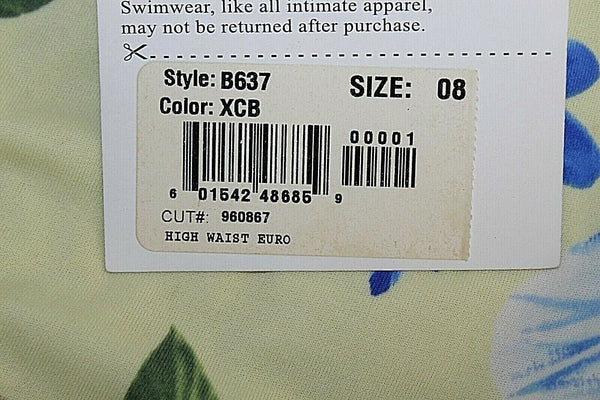 Swimwear, like all intimate apparel,
may not be returned after purchase.
Style: B637
SIZE: 08
Color: XCB
00001
6 01542 48685 9
CUT#: 960867
HIGH WAIST EURO